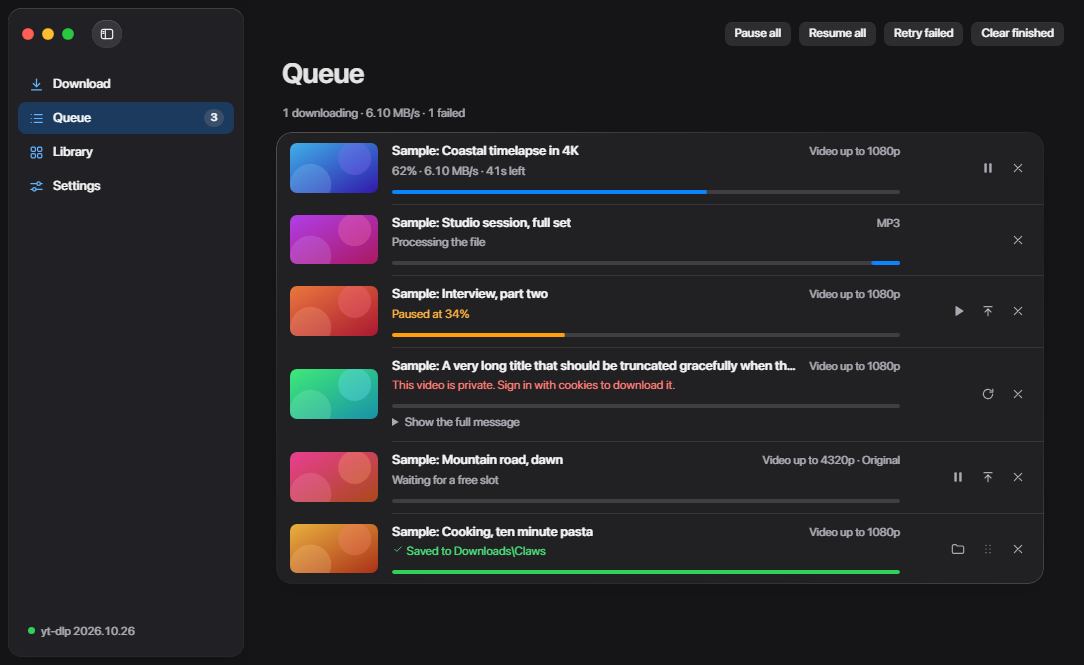 Pause all
Resume all
Retry failed
Clear finished
Download
Queue
3
Library
Settings
Queue
1 downloading · 6.10 MB/s · 1 failed
Sample: Coastal timelapse in 4K
Video up to 1080p
62% · 6.10 MB/s · 41s left
Sample: Studio session, full set
MP3
Processing the file
Sample: Interview, part two
Video up to 1080p
Paused at 34%
Sample: A very long title that should be truncated gracefully when th...
Video up to 1080p
This video is private. Sign in with cookies to download it.
Show the full message
Sample: Mountain road, dawn
Video up to 4320p · Original
Waiting for a free slot
Sample: Cooking, ten minute pasta
Video up to 1080p
Saved to Downloads\Claws
yt-dlp 2026.10.26